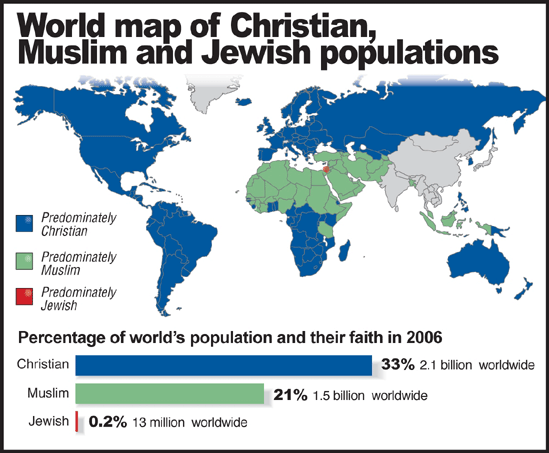 World map of Christian,
Muslim and Jewish populations
Predominately
Christian
Predominately
Muslim
Predominately
Jewish
Percentage of world's population and their faith in 2006
Christian 33% 2.1 billion worldwide
Muslim 21% 1.5 billion worldwide
Jewish 0.2% 13 million worldwide